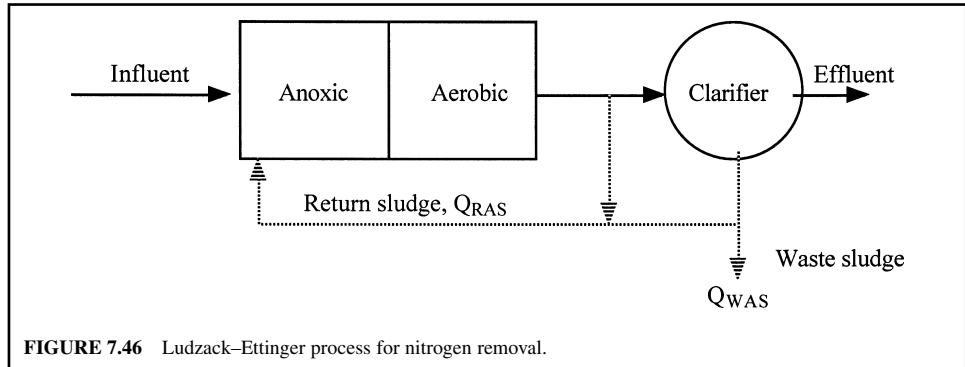 Influent
Anoxic
Aerobic
Clarifier
Effluent
Return sludge, QRAS
Waste sludge
QWAS
FIGURE 7.46 Ludzack–Ettinger process for nitrogen removal.